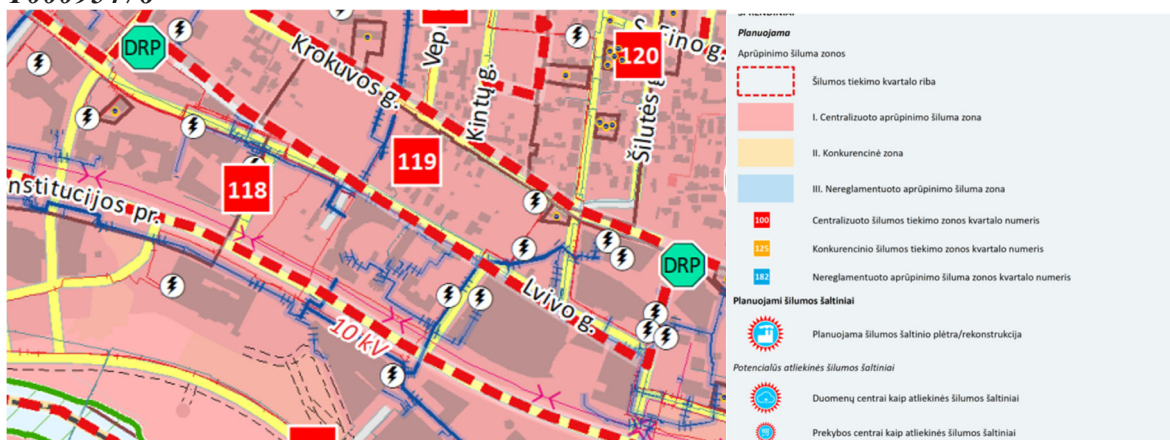 DRP
Krokuvos g.
Kintų g.
Šilutės g.
120
119
118
nstitucijos pr.
Lvivo g.
10 kV
DRP
Planuojama
Aprūpinimo šiluma zonos
Šilumos tiekimo kvartalo riba
I. Centralizuoto aprūpinimo šiluma zona
II. Konkurencinė zona
III. Nereglamentuoto aprūpinimo šiluma zona
100 Centralizuoto šilumos tiekimo zonos kvartalo numeris
125 Konkurencinio šilumos tiekimo zonos kvartalo numeris
182 Nereglamentuoto aprūpinimo šiluma zonos kvartalo numeris
Planuojami šilumos šaltiniai
Planuojama šilumos šaltinio plėtra/rekonstrukcija
Potencialūs atliekinės šilumos šaltiniai
Duomenų centrai kaip atliekinės šilumos šaltiniai
Prekybos centrai kaip atliekinės šilumos šaltiniai